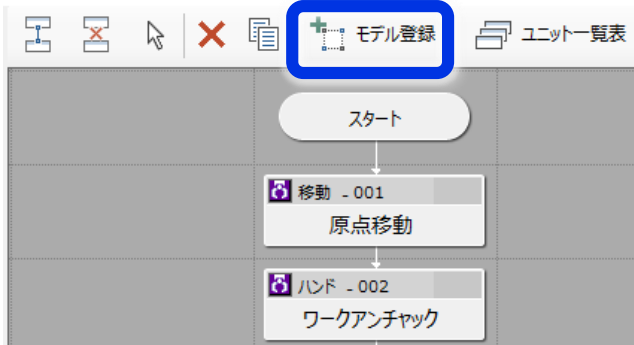 モデル登録
ユニット一覧表
スタート
移動 - 001
原点移動
ハンド - 002
ワークアンチャック